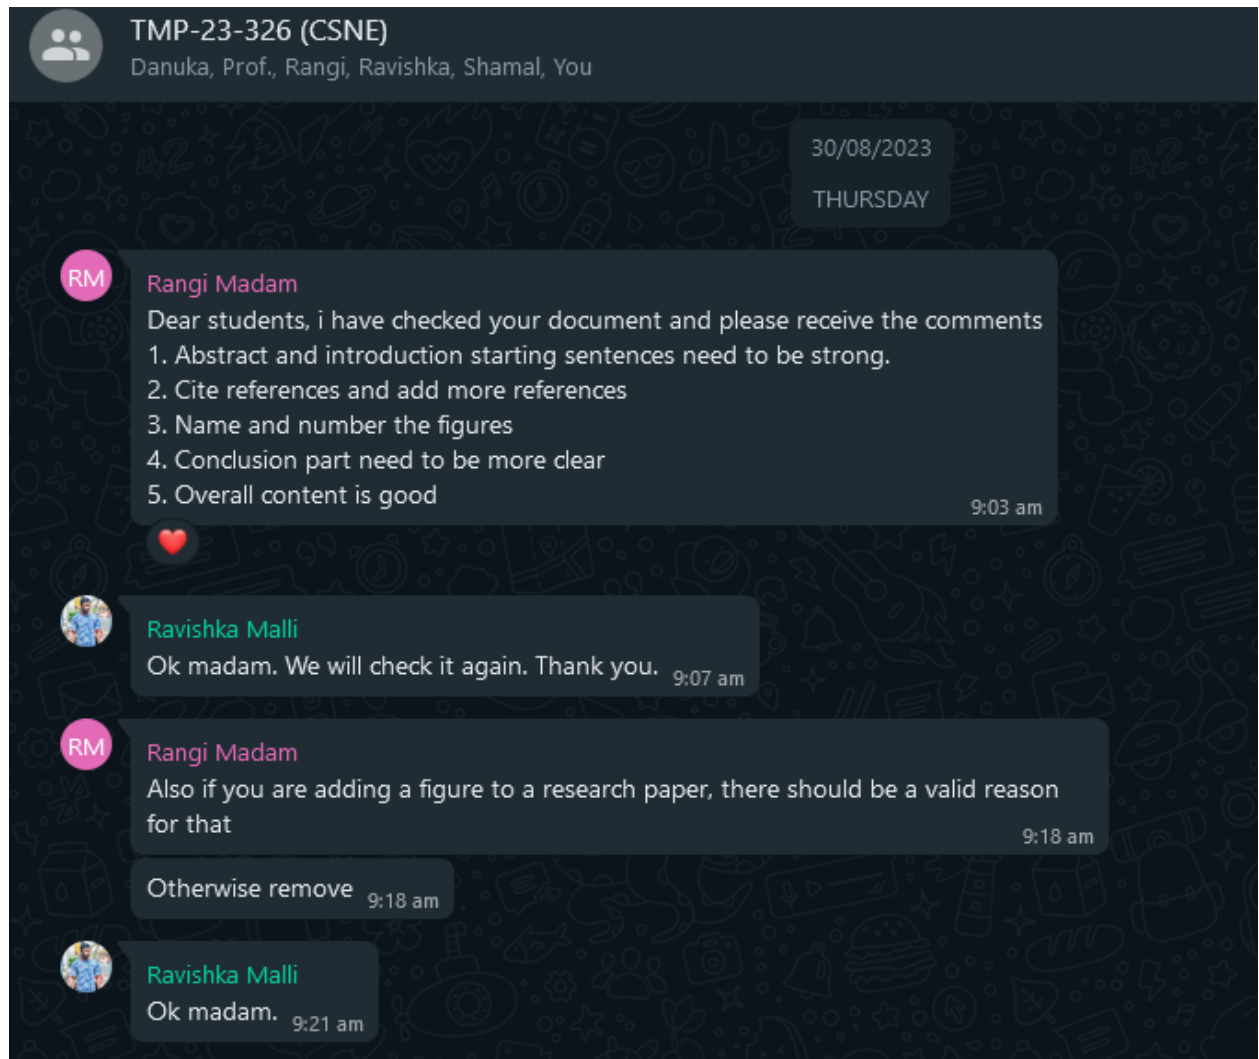 TMP-23-326 (CSNE)
Danuka, Prof., Rangi, Ravishka, Shamal, You
30/08/2023
THURSDAY
RM
Rangi Madam
Dear students, i have checked your document and please receive the comments
1. Abstract and introduction starting sentences need to be strong.
2. Cite references and add more references
3. Name and number the figures
4. Conclusion part need to be more clear
5. Overall content is good
9:03 am
Ravishka Malli
Ok madam. We will check it again. Thank you. 9:07 am
RM
Rangi Madam
Also if you are adding a figure to a research paper, there should be a valid reason
for that
9:18 am
Otherwise remove 9:18 am
Ravishka Malli
Ok madam. 9:21 am